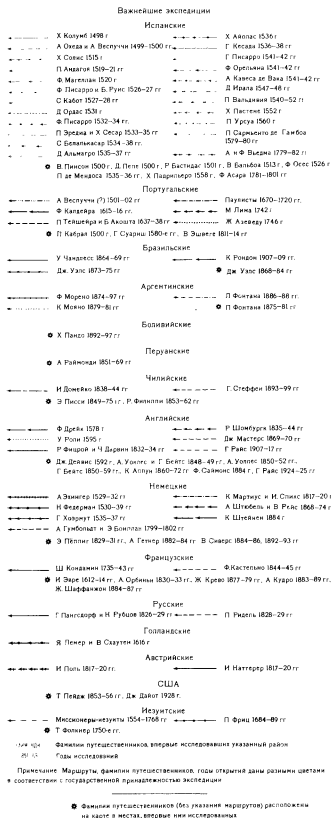 Важнейшие экспедиции
Испанские
Х Колумб 1498 г
Х Айолас 1536 г
А Охеда и А Веспуччи 1499-1500 гг
Г Кесада 1536-38 гг
Х Солис 1515 г
Г Писарро 1541-42 гг
П Андагоя 1519-21 гг
Ф Орельяна 1541-42 гг
Ф. Магеллан 1520 г
А Кавеса де Вака 1541-42 гг
Ф Писарро и Б. Руис 1526-27 гг
Д Ирала 1547-48 гг
С Кабот 1527-28 гг
П Вальдивия 1540-52 гг
Д Ордас 1531 г
Х Пастене 1552 г
Ф Писарро 1532-34 гг.
П Урсуа 1560 г
П Эредиа и Х Сесар 1533-35 гг
П Сармьенто де Гамбоа
1579-80 гг
С Белалькасар 1534-38 гг.
Д Альмагро 1535-37 гг
А и Ф Вьедма 1779-82 гг
В Пинсон 1500 г, Д Лепе 1500 г, Р Бастидас 1501 г, В Бальбоа 1513 г, Ф Осес 1526 г
П де Мендоса 1535-36 г, Х Паврильеро 1558 г, Ф Асара 1781-1801 гг
Португальские
А Веспуччи (?) 1501-02 гг
Паулисты 1670-1720 гг.
Ф Калдейра 1615-16 гг.
М Лима 1742 г
П Тейшейра и Б Акошта 1637-38 гг
Ж Азеведу 1746 г
П Кабрал 1500 г, Г Суариш 1580-е гг, В Эшвеге 1811-14 гг
Бразильские
У Чандлесс 1864-69 гг
К Рондон 1907-09 гг.
Дж. Уэлс 1873-75 гг
Дж Уэлс 1868-84 гг
Аргентинские
Ф Морено 1874-97 гг
Л Фонтана 1886-88 гг.
К Мояно 1879-81 гг
Л Фонтана 1875-81 гг
Боливийские
Х Пандо 1892-97 гг
Перуанские
А Раймонди 1851-69 гг
Чилийские
И Домейко 1838-44 гг
Г Стеффен 1893-99 гг
Э Писси 1849-75 гг, Р. Филиппи 1853-62 гг
Английские
Ф Дрейк 1578 г
Р Шомбургк 1835-44 гг
У Роли 1595 г
Дж Мастерс 1869-70 гг
Р Фицрой и Ч Дарвин 1832-34 гг
Г Райс 1907-17 гг
Дж Дейвис 1592 г, А Уоллес и Г Бейтс 1848-49 гг, А Уоллес 1850-52 гг.
Г Бейтс 1850-59 гг, К Аппун 1860-72 гг Ф. Саймонс 1884 г, Г Райс 1924-25 гг
Немецкие
А Эхингер 1529-32 гг
К Мартиус и И. Спикс 1817-20 г
Н Федерман 1530-39 гг
А Штюбель и В Рейс 1868-74 г
Г Ховрмут 1535-37 гг
К Штейнен 1884 г
А Гумбольт и Э Бонплан 1799-1802 гг
Э Пёппиг 1829-31 гг, А Гетнер 1882-84 гг В Сиверс 1884-86, 1892-93 гг
Французские
Ш Кондамин 1735-43 гг
Ф.Кастельно 1844-45 гг
И Эвре 1612-14 гг, А Орбиньи 1830-33 гг, Ж Крево 1877-79 гг, А Кудро 1883-89 гг,
Ж Шаффанжон 1884-87 гг
Русские
Г Лангсдорф и Н Рубцов 1826-29 гг
Л Ридель 1828-29 гг
Голландские
Я Лемер и В Схаутен 1616 г
Австрийские
И Поль 1817-20 гг
И Наттерер 1817-20 гг
США
Т Пейдж 1853-56 гг, Дж Дайот 1928 г.
Иезуитские
Миссионеры-иезуиты 1554-1768 гг
П Фриц 1684-89 гг
Т Фолкнер 1750-е гг.
Фамилии путешественников, впервые исследовавших указанный район
Годы исследований
Примечание Маршруты, фамилии путешественников, годы открытий даны разными цветами
в соответствии с государственной принадлежностью экспедиции
Фамилии путешественников (без указания маршрутов) расположены
на карте в местах, впервые ими исследованных